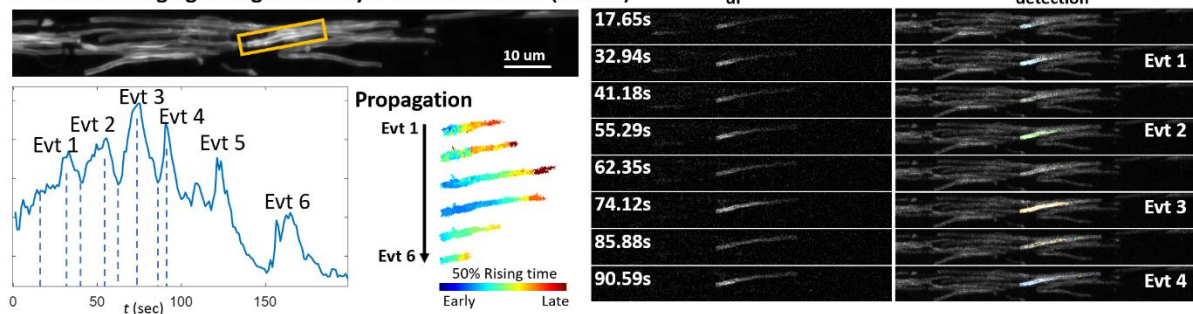 10 um
Evt 1
Evt 2
Evt 3
Evt 4
Evt 5
Evt 6
0
50
100
150
t (sec)
Propagation
Evt 1
Evt 6
50% Rising time
Early
Late
17.65s
32.94s
41.18s
55.29s
62.35s
74.12s
85.88s
90.59s
detection
Evt 1
Evt 2
Evt 3
Evt 4